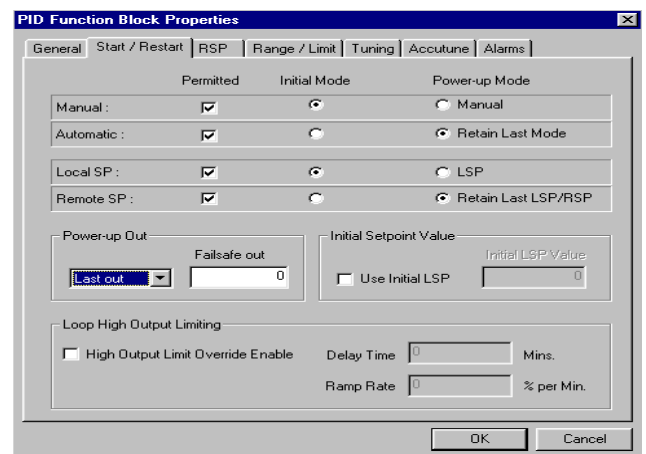 PID Function Block Properties
General Start / Restart RSP Range / Limit Tuning Accutune Alarms
Permitted Initial Mode Power-up Mode
Manual : Manual
Automatic : Retain Last Mode
Local SP : LSP
Remote SP : Retain Last LSP/RSP
Power-up Out Initial Setpoint Value
Failsafe out Initial LSP Value
Last out 0 Use Initial LSP 0
Loop High Output Limiting
High Output Limit Override Enable Delay Time 0 Mins.
Ramp Rate 0 % per Min.
OK Cancel